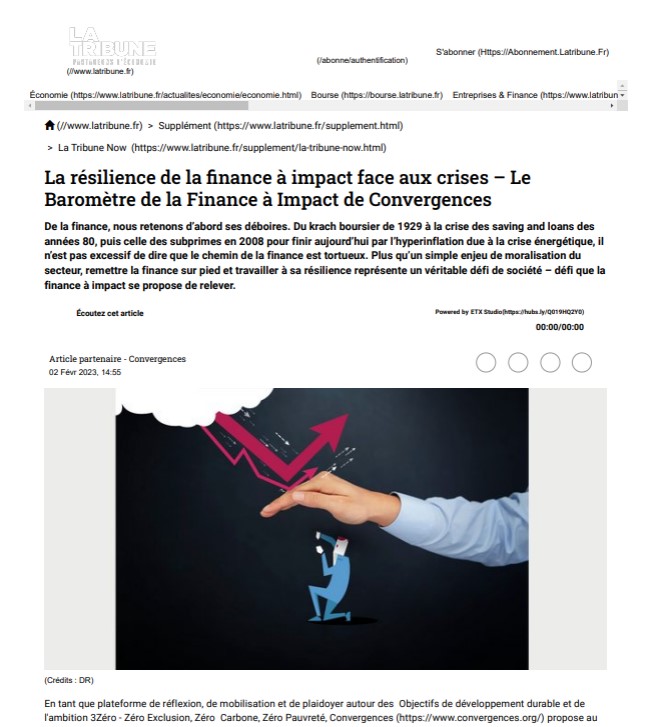 LA
TRIBUNE
(//www.latribune.fr)
(/abonne/authentification)
S'abonner (Https://Abonnement.Latribune.Fr)
Économie (https://www.latribune.fr/actualites/economie/economie.html) Bourse (https://bourse.latribune.fr) Entreprises & Finance (https://www.latribun
(//www.latribune.fr) > Supplément (https://www.latribune.fr/supplement.html)
> La Tribune Now (https://www.latribune.fr/supplement/la-tribune-now.html)
La résilience de la finance à impact face aux crises – Le
Baromètre de la Finance à Impact de Convergences
De la finance, nous retenons d'abord ses déboires. Du krach boursier de 1929 à la crise des saving and loans des
années 80, puis celle des subprimes en 2008 pour finir aujourd'hui par l'hyperinflation due à la crise énergétique, il
n'est pas excessif de dire que le chemin de la finance est tortueux. Plus qu'un simple enjeu de moralisation du
secteur, remettre la finance sur pied et travailler à sa résilience représente un véritable défi de société – défi que la
finance à impact se propose de relever.
Écoutez cet article
Powered by ETX Studio(https://hubs.ly/Q019HQ2Y0)
00:00/00:00
Article partenaire - Convergences
02 Févr 2023, 14:55
(Crédits : DR)
En tant que plateforme de réflexion, de mobilisation et de plaidoyer autour des Objectifs de développement durable et de
l'ambition 3Zéro - Zéro Exclusion, Zéro Carbone, Zéro Pauvreté, Convergences (https://www.convergences.org/) propose au